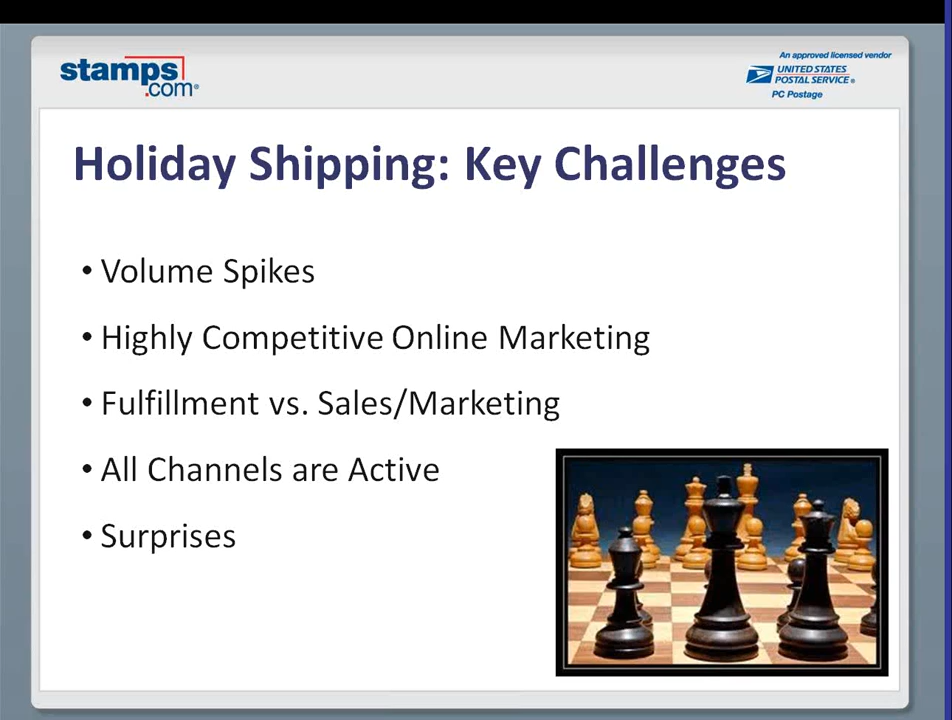 stamps
.com®
An approved licensed vendor
UNITED STATES
POSTAL SERVICE®
PC Postage
Holiday Shipping: Key Challenges
• Volume Spikes
• Highly Competitive Online Marketing
• Fulfillment vs. Sales/Marketing
• All Channels are Active
• Surprises